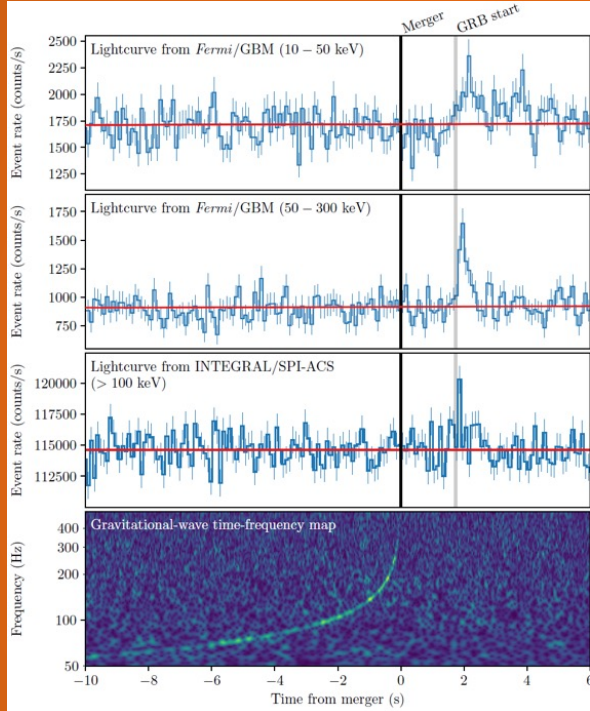 Merger
GRB start
Lightcurve from Fermi/GBM (10 − 50 keV)
Event rate (counts/s)
2500
2250
2000
1750
1500
1250
Lightcurve from Fermi/GBM (50 − 300 keV)
Event rate (counts/s)
1750
1500
1250
1000
750
Lightcurve from INTEGRAL/SPI-ACS
(> 100 keV)
Event rate (counts/s)
120000
117500
115000
112500
Gravitational-wave time-frequency map
Frequency (Hz)
400
300
200
100
50
−10 −8 −6 −4 −2 0 2 4 6
Time from merger (s)